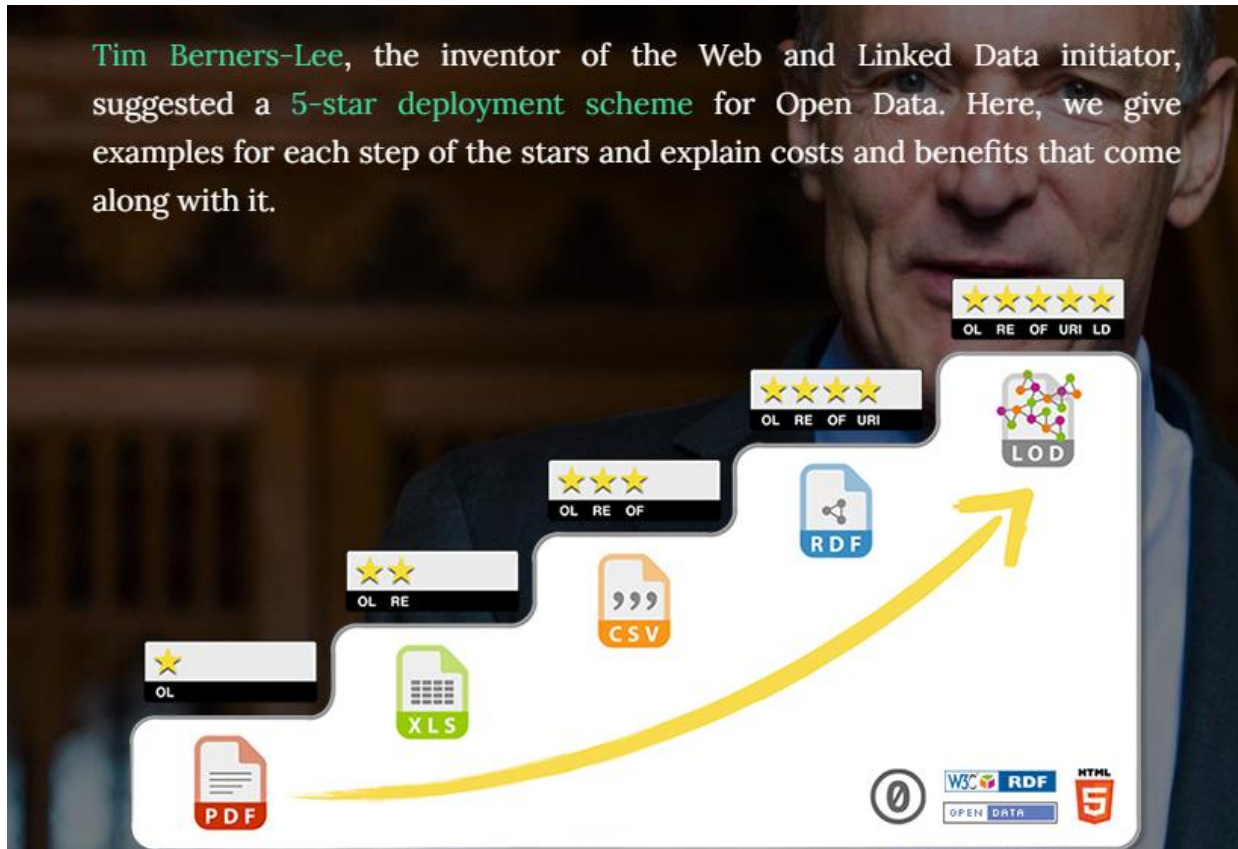 Tim Berners-Lee, the inventor of the Web and Linked Data initiator,
suggested a 5-star deployment scheme for Open Data. Here, we give
examples for each step of the stars and explain costs and benefits that come
along with it.
OL RE OF URI LD
LOD
OL RE OF URI
RDF
OL RE OF
,,,
CSV
OL RE
XLS
OL
PDF
0
W3C RDF
OPEN DATA
HTML
5